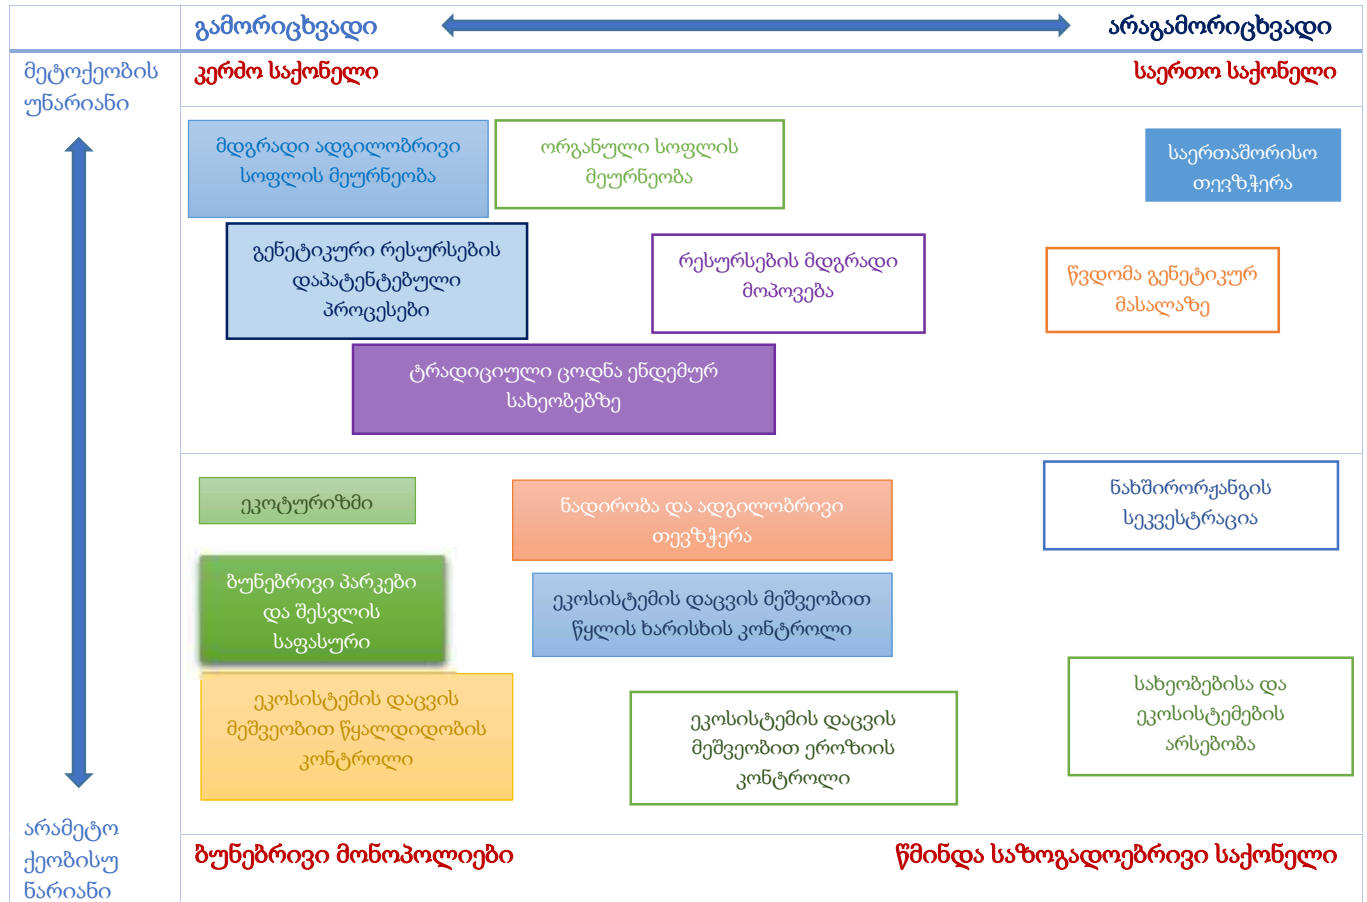 გამორიცხვადი
არაგამორიცხვადი
მეტოქეობის
უნარიანი
კერძო საქონელი
საერთო საქონელი
მდგრადი ადგილობრივი
სოფლის მეურნეობა
ორგანული სოფლის
მეურნეობა
საერთაშორისო
თევზჭერა
გენეტიკური რესურსების
დაპატენტებული
პროცესები
რესურსების მდგრადი
მოპოვება
წვდომა გენეტიკურ
მასალაზე
ტრადიციული ცოდნა ენდემურ
სახეობებზე
ეკოტურიზმი
ნადირობა და ადგილობრივი
თევზჭერა
ნახშირორჟანგის
სეკვესტრაცია
ბუნებრივი პარკები
და შესვლის
საფასური
ეკოსისტემის დაცვის მეშვეობით
წყლის ხარისხის კონტროლი
ეკოსისტემის დაცვის
მეშვეობით წყალდიდობის
კონტროლი
ეკოსისტემის დაცვის
მეშვეობით ეროზიის
კონტროლი
სახეობებისა და
ეკოსისტემების
არსებობა
არამეტო
ქეობისუ
ნარიანი
ბუნებრივი მონოპოლიები
წმინდა საზოგადოებრივი საქონელი